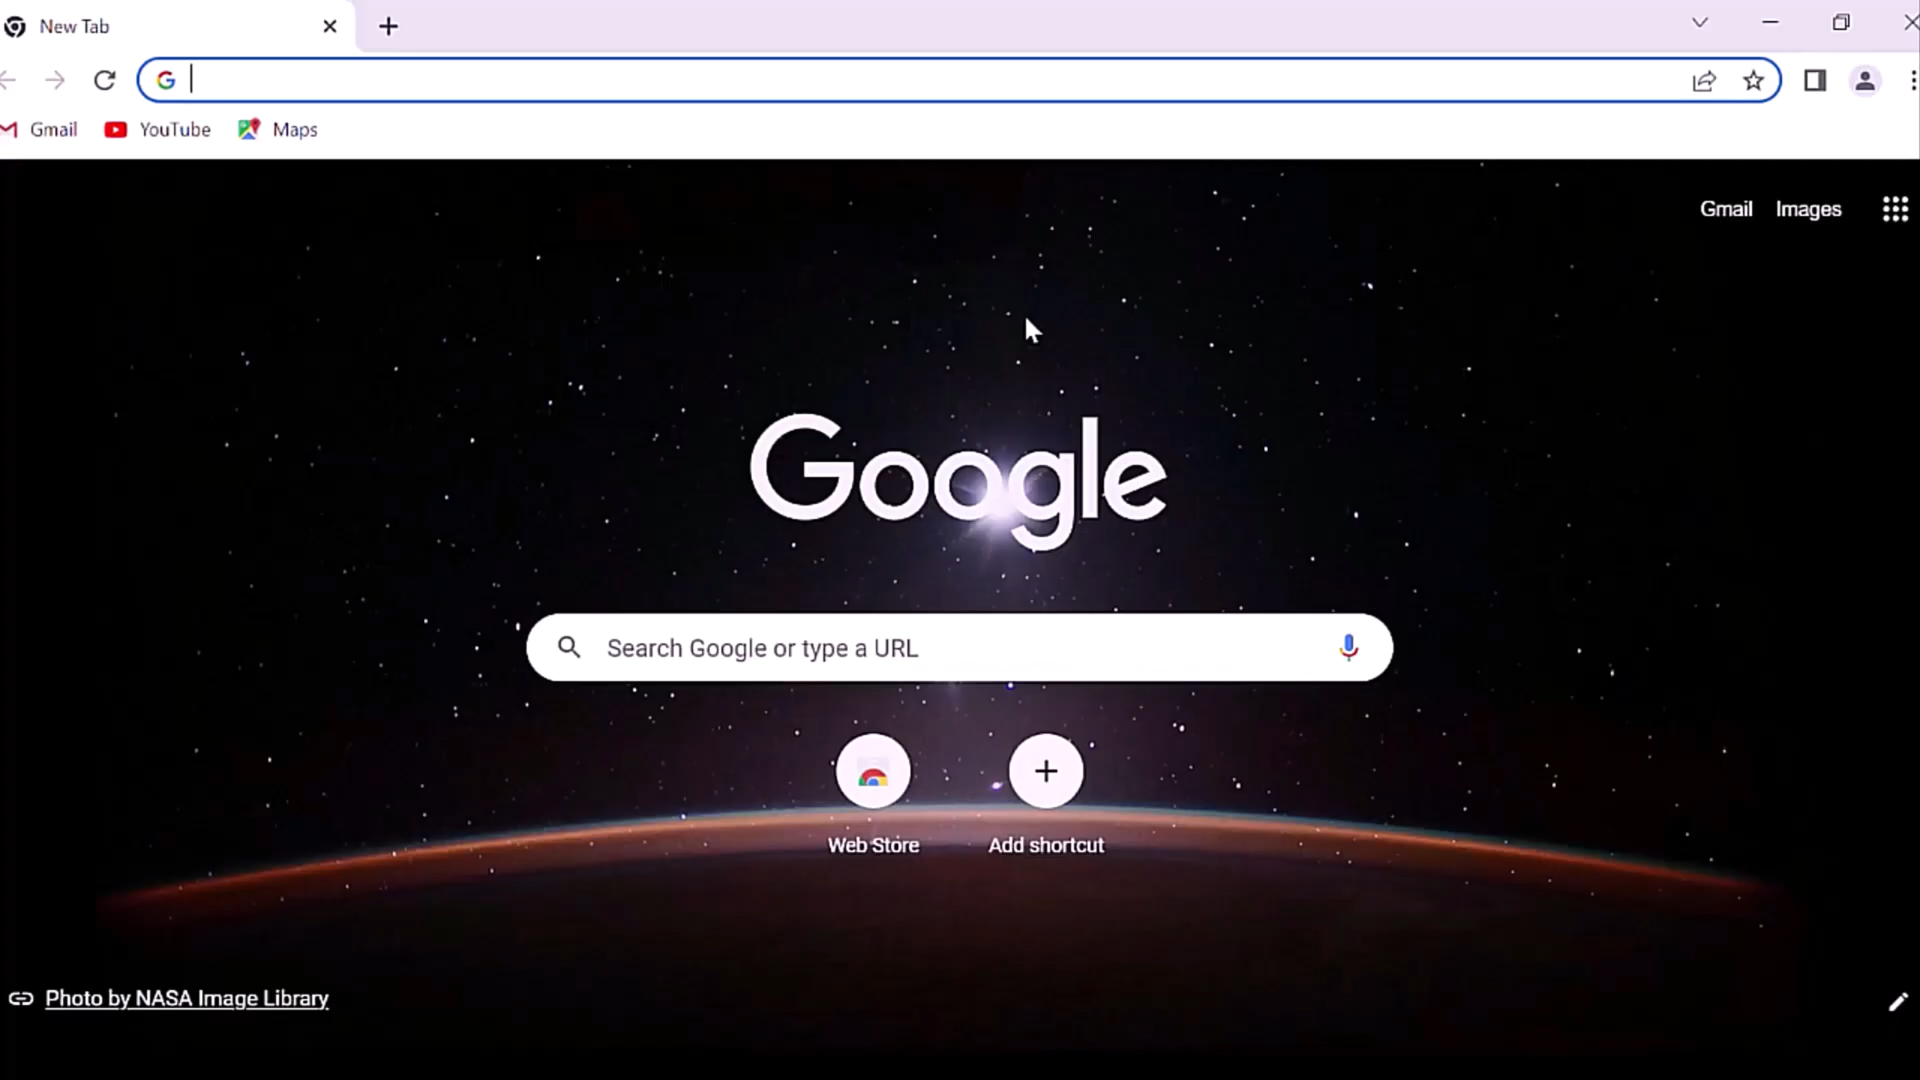 New Tab
Gmail
YouTube
Maps
Gmail
Images
Google
Search Google or type a URL
Web Store
Add shortcut
Photo by NASA Image Library